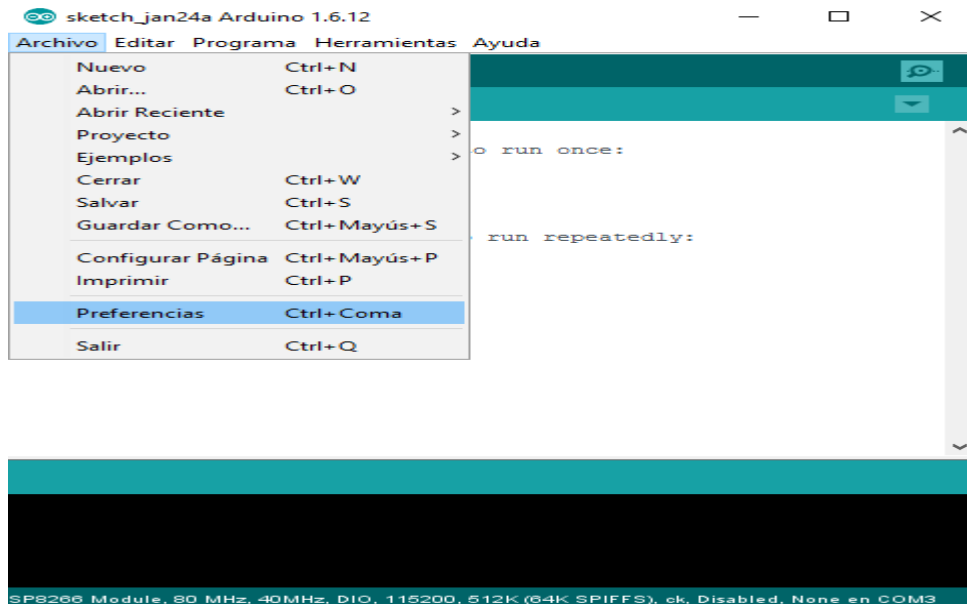 sketch_jan24a Arduino 1.6.12
Archivo Editar Programa Herramientas Ayuda
Nuevo Ctrl+N
Abrir... Ctrl+O
Abrir Reciente >
Proyecto >
Ejemplos >
o run once:
Cerrar Ctrl+W
Salvar Ctrl+S
Guardar Como... Ctrl+Mayús+S
run repeatedly:
Configurar Página Ctrl+Mayús+P
Imprimir Ctrl+P
Preferencias Ctrl+Coma
Salir Ctrl+Q
SP8266 Module, 80 MHz, 40MHz, DIO, 115200, 512K (64K SPIFFS), ck, Disabled, None en COM3